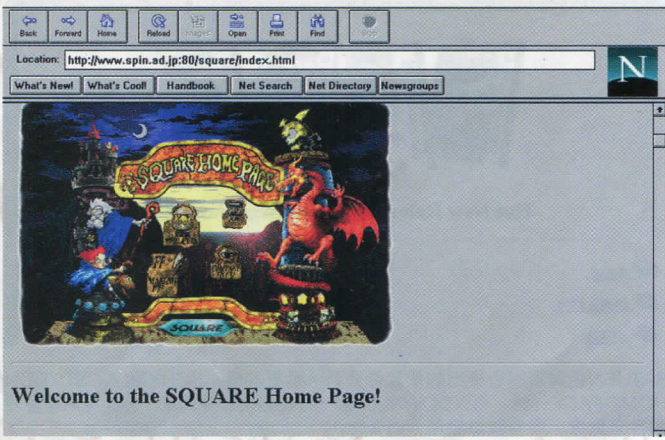 Back Forward Home Reload Images Open Print Find Stop
Location: http://www.spin.ad.jp:80/square/index.html
What's New! What's Cool! Handbook Net Search Net Directory Newsgroups
N
SQUARE HOME PAGE
SQUARE
Welcome to the SQUARE Home Page!